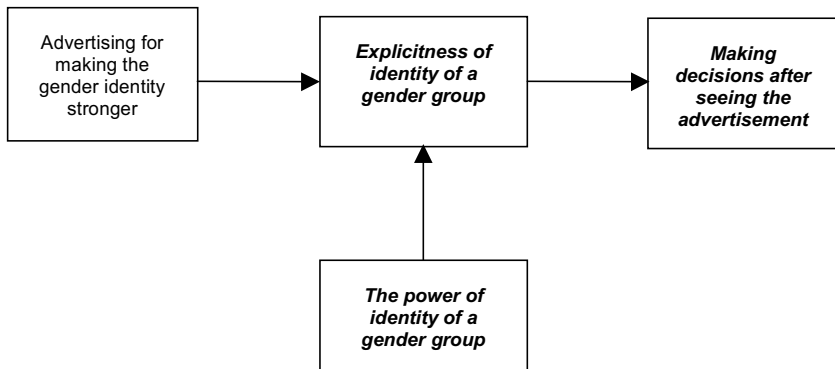 Advertising for
making the
gender identity
stronger
Explicitness of
identity of a
gender group
Making
decisions after
seeing the
advertisement
The power of
identity of a
gender group